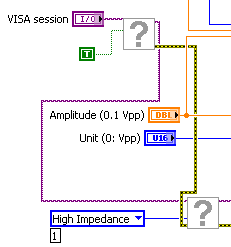 VISA session I/O
?
T
Amplitude (0.1 Vpp) DBL
Unit (0: Vpp) U16
High Impedance
?
1